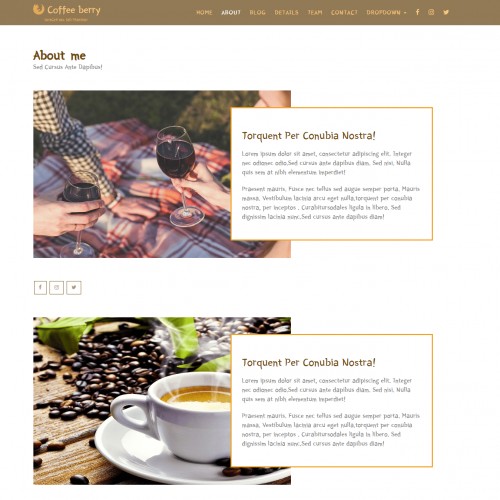 Coffee berry
HOME ABOUT BLOG DETAILS TEAM CONTACT DROPDOWN
About me
Sed Cursus Ante Dapibus!
Torquent Per Conubia Nostra!
Lorem ipsum dolor sit amet, consectetur adipiscing elit. Integer
nec odionec odio.Sed cursus ante dapibus diam. Sed nisi. Nulla
quis sem at nibh elementum imperdiet!
Praesent mauris. Fusce nec tellus sed augue semper porta. Mauris
massa. Vestibulum lacinia arcu eget nulla,torquent per conubia
nostra, per inceptos . Curabitursodales ligula in libero. Sed
dignissim lacinia nunc.Sed cursus ante dapibus diam!
Torquent Per Conubia Nostra!
Lorem ipsum dolor sit amet, consectetur adipiscing elit. Integer
nec odionec odio.Sed cursus ante dapibus diam. Sed nisi. Nulla
quis sem at nibh elementum imperdiet!
Praesent mauris. Fusce nec tellus sed augue semper porta. Mauris
massa. Vestibulum lacinia arcu eget nulla,torquent per conubia
nostra, per inceptos . Curabitursodales ligula in libero. Sed
dignissim lacinia nunc.Sed cursus ante dapibus diam!